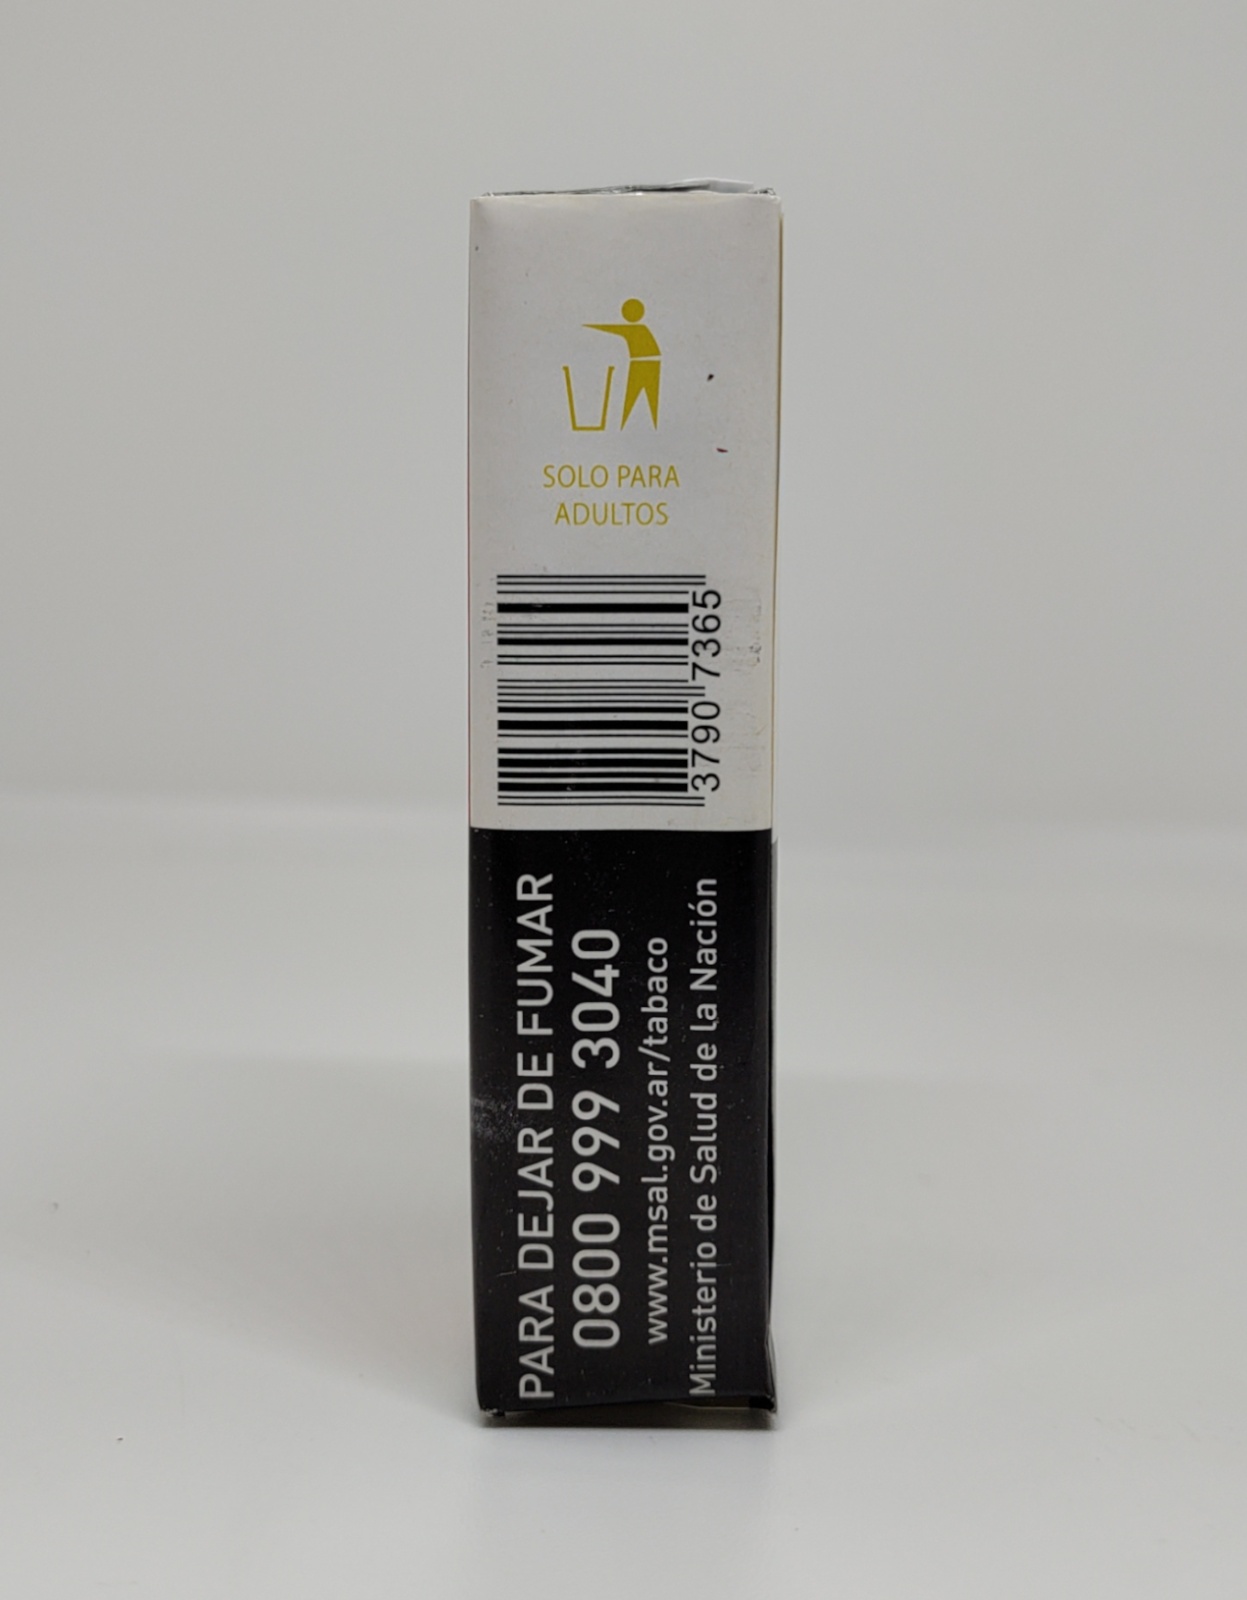 SOLO PARA
ADULTOS
3790 7365
PARA DEJAR DE FUMAR
0800 999 3040
www.msal.gov.ar/tabaco
Ministerio de Salud de la Nación